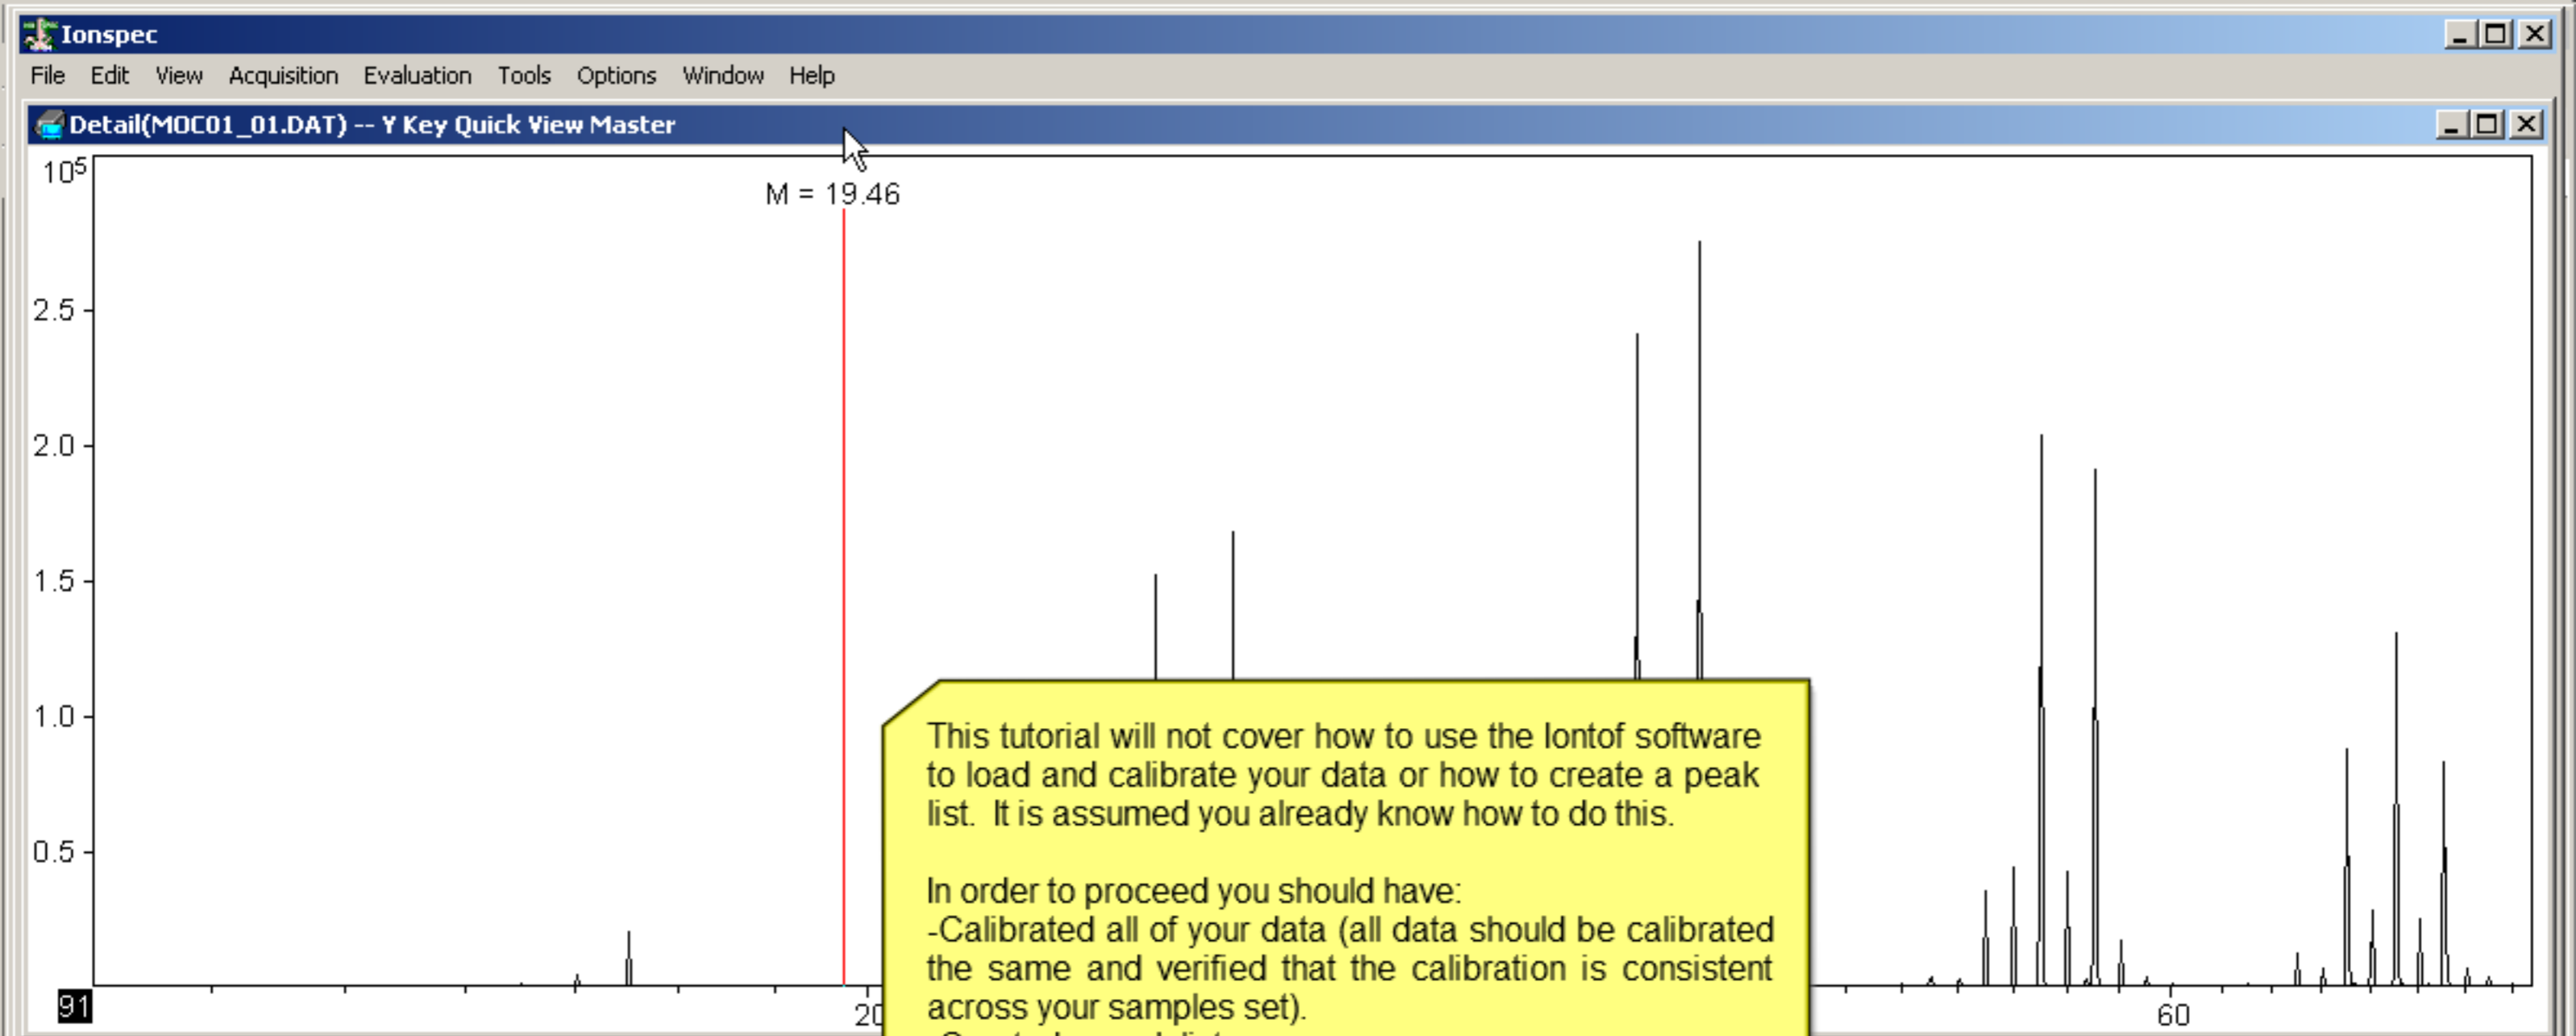 Ionspec
File Edit View Acquisition Evaluation Tools Options Window Help
Detail(MOC01_01.DAT) -- Y Key Quick View Master
10⁵
M = 19.46
2.5
2.0
1.5
1.0
0.5
This tutorial will not cover how to use the Iontof software
to load and calibrate your data or how to create a peak
list. It is assumed you already know how to do this.
In order to proceed you should have:
-Calibrated all of your data (all data should be calibrated
the same and verified that the calibration is consistent
across your samples set).
91
20
60